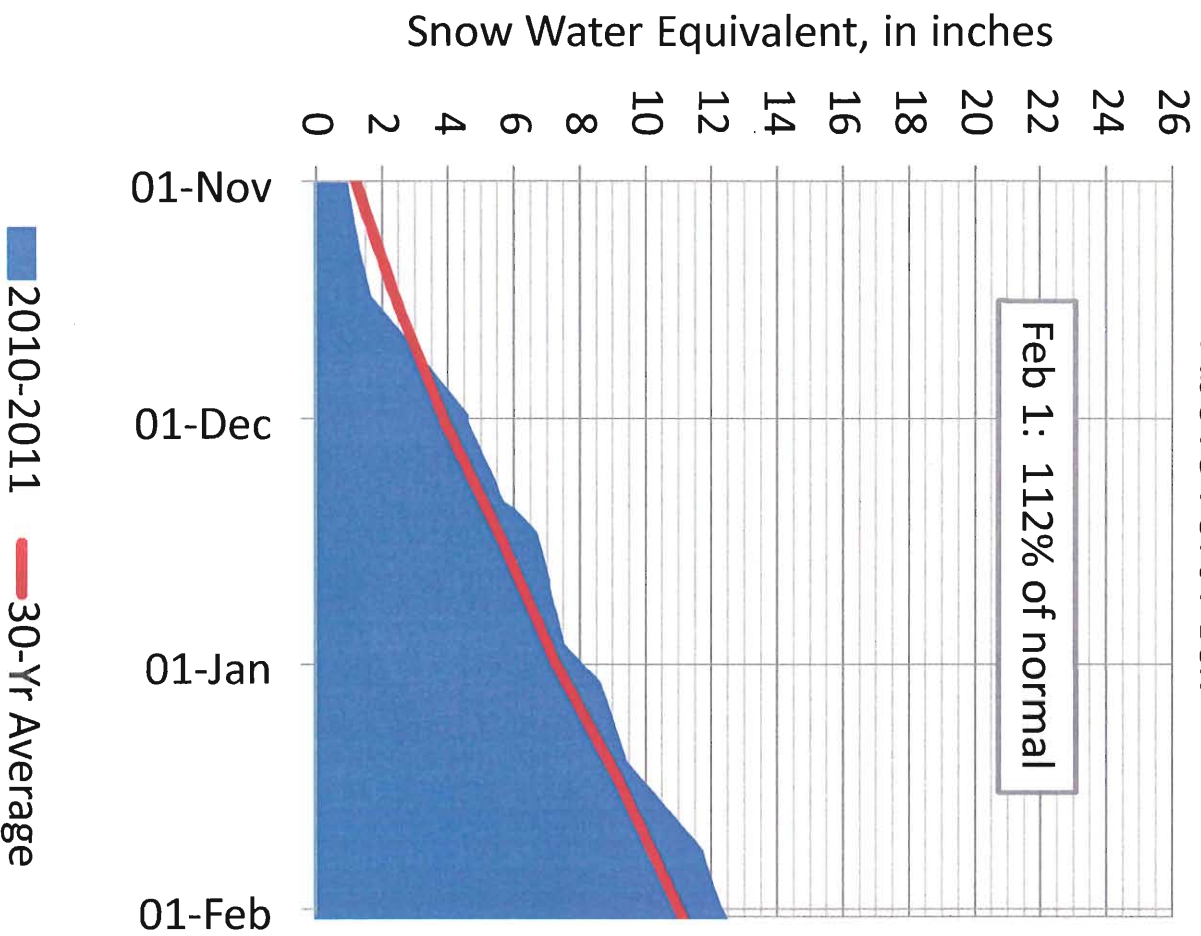 Snow Water Equivalent, in inches
0
2
4
6
8
10
12
14
16
18
20
22
24
26
01-Nov
01-Dec
01-Jan
01-Feb
Feb 1: 112% of normal
2010-2011
30-Yr Average